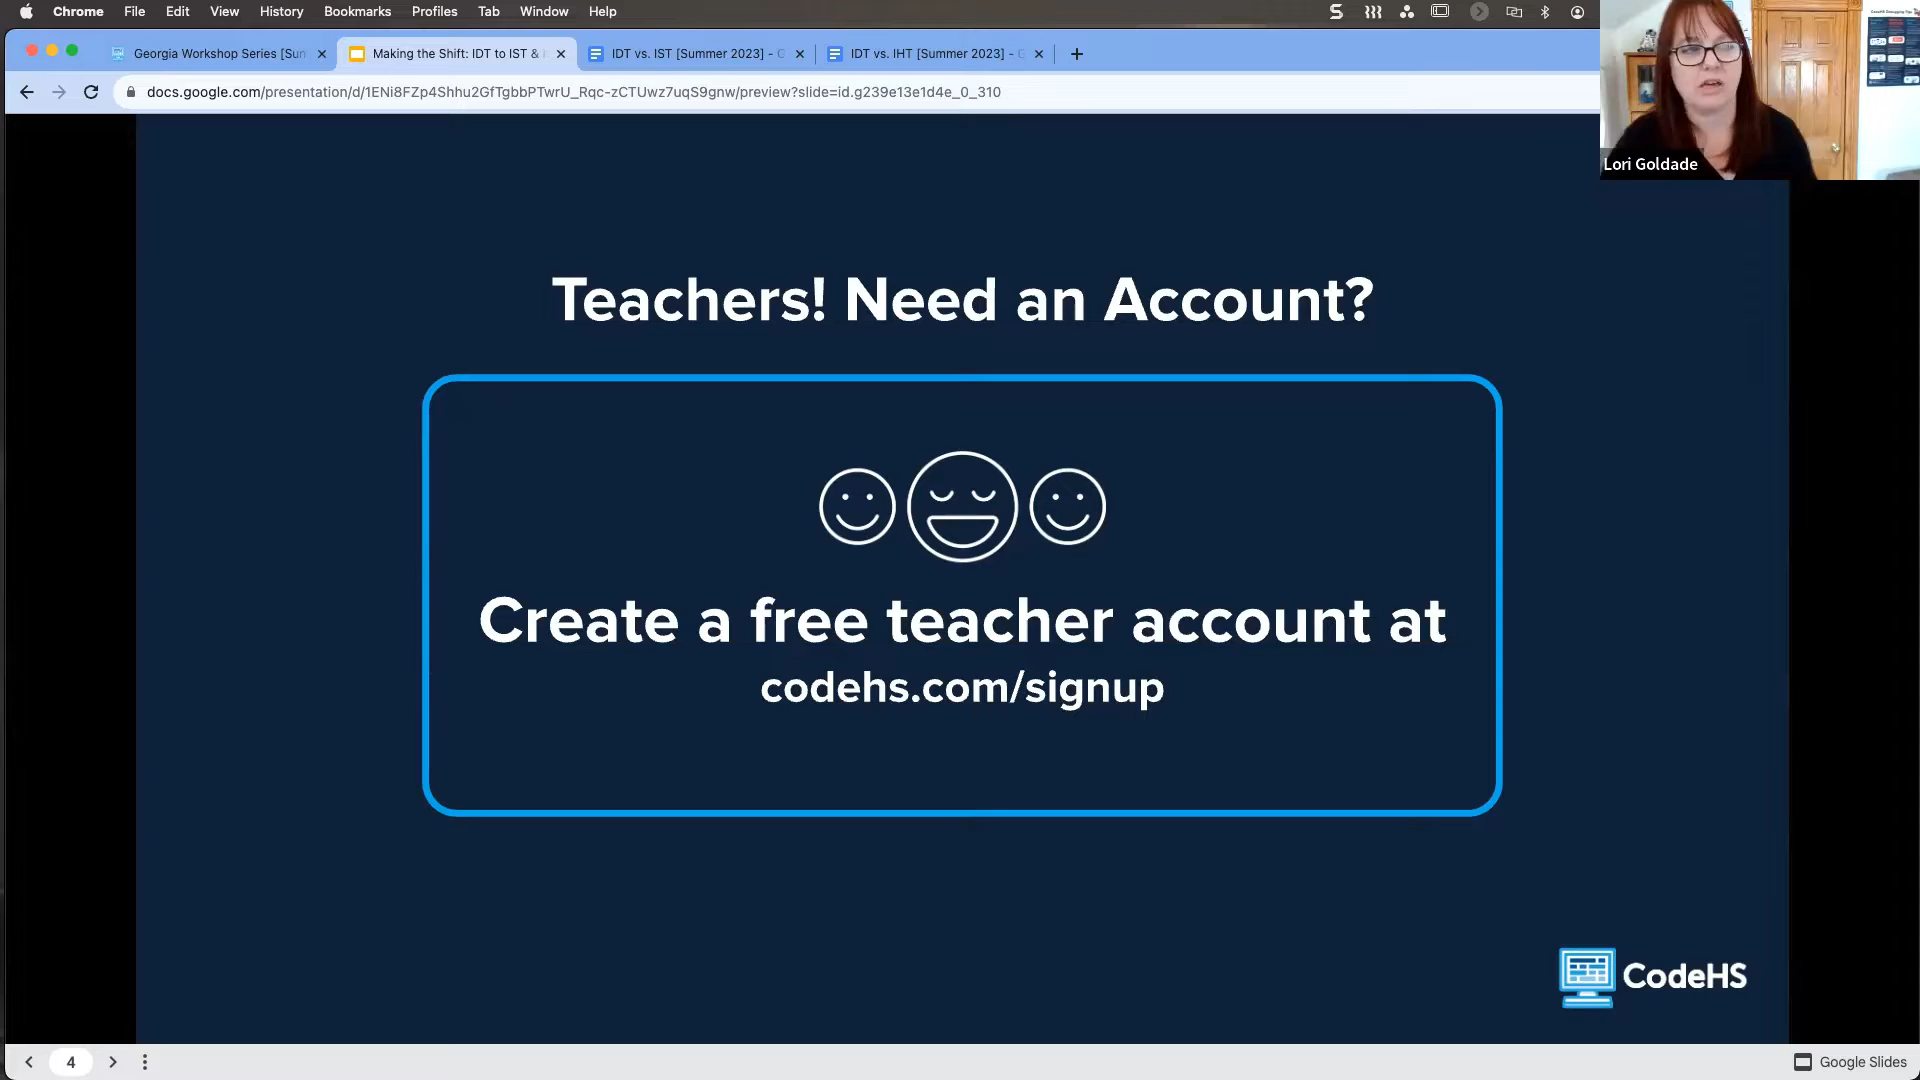 Chrome File Edit View History Bookmarks Profiles Tab Window Help
Georgia Workshop Series [Sun
Making the Shift: IDT to IST &
IDT vs. IST [Summer 2023] - G
IDT vs. IHT [Summer 2023] - G
docs.google.com/presentation/d/1ENi8FZp4Shhu2GfTgbbPTwrU_Rqc-zCTUwz7uqS9gnw/preview?slide=id.g239e13e1d4e_0_310
Lori Goldade
Teachers! Need an Account?
Create a free teacher account at
codehs.com/signup
CodeHS
4
Google Slides